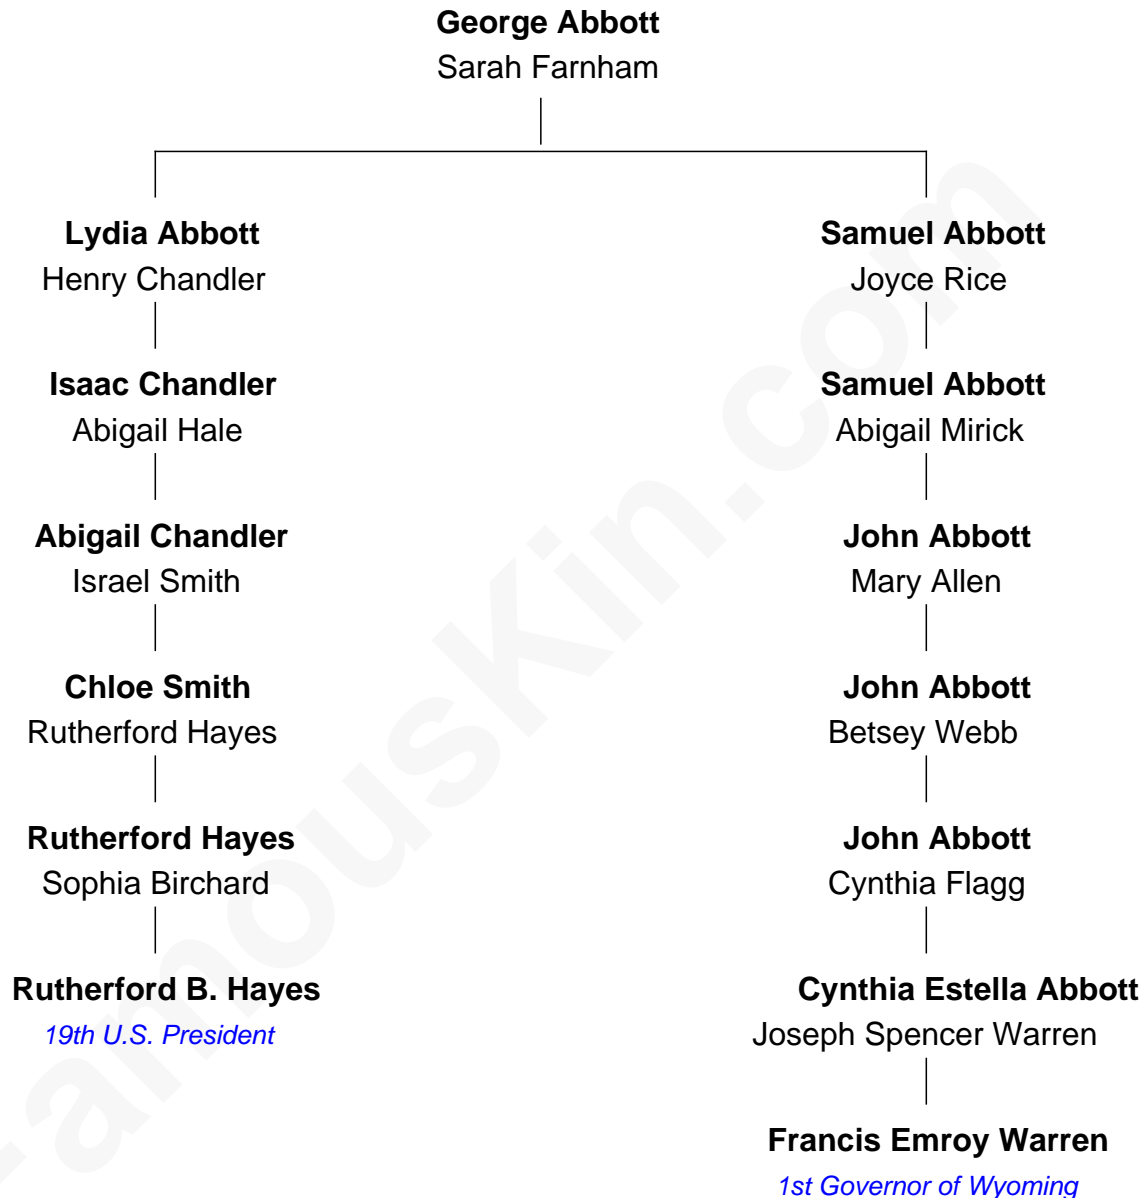 George Abbott
Sarah Farnham
Lydia Abbott
Henry Chandler
Samuel Abbott
Joyce Rice
Isaac Chandler
Abigail Hale
Samuel Abbott
Abigail Mirick
Abigail Chandler
Israel Smith
John Abbott
Mary Allen
Chloe Smith
Rutherford Hayes
John Abbott
Betsey Webb
Rutherford Hayes
Sophia Birchard
John Abbott
Cynthia Flagg
Rutherford B. Hayes
19th U.S. President
Cynthia Estella Abbott
Joseph Spencer Warren
Francis Emroy Warren
1st Governor of Wyoming
FamousKin.com